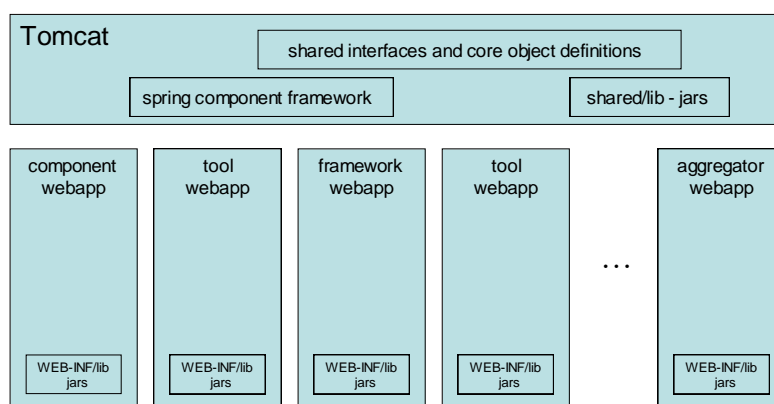 Tomcat
shared interfaces and core object definitions
spring component framework
shared/lib - jars
component
webapp
tool
webapp
framework
webapp
tool
webapp
...
aggregator
webapp
WEB-INF/lib
jars
WEB-INF/lib
jars
WEB-INF/lib
jars
WEB-INF/lib
jars
WEB-INF/lib
jars